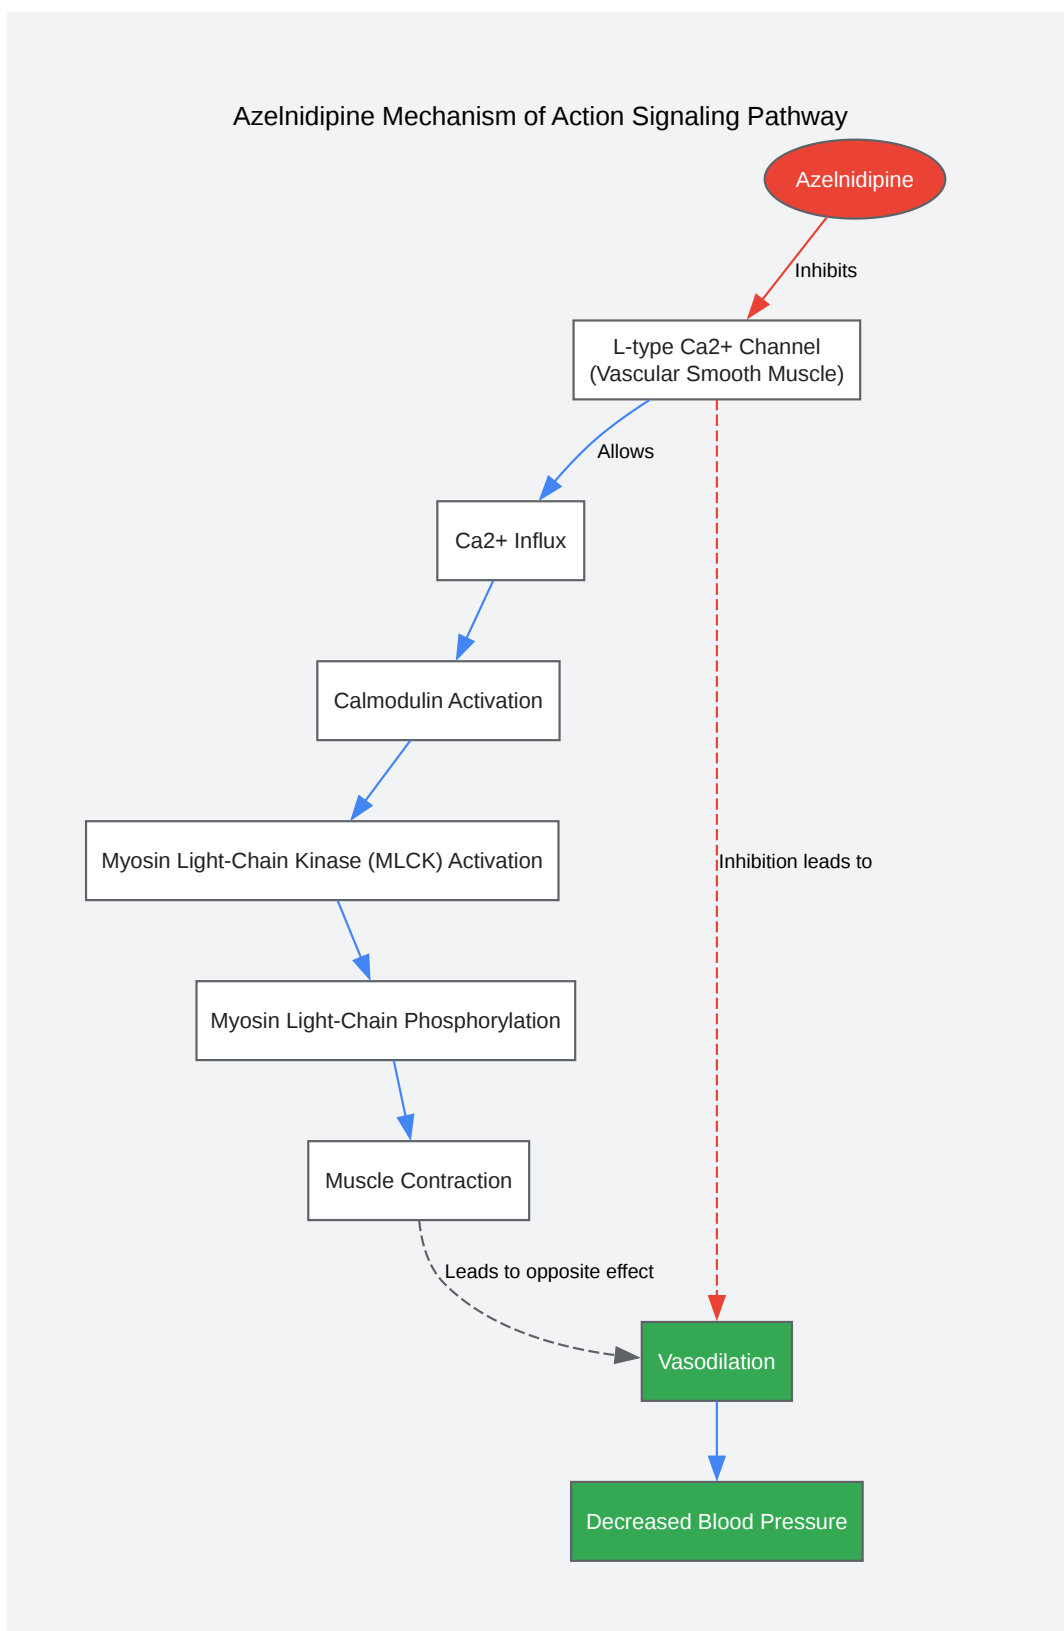 Azelnidipine Mechanism of Action Signaling Pathway
Azelnidipine
Inhibits
L-type Ca2+ Channel
(Vascular Smooth Muscle)
Allows
Ca2+ Influx
Calmodulin Activation
Myosin Light-Chain Kinase (MLCK) Activation
Inhibition leads to
Myosin Light-Chain Phosphorylation
Muscle Contraction
Leads to opposite effect
Vasodilation
Decreased Blood Pressure